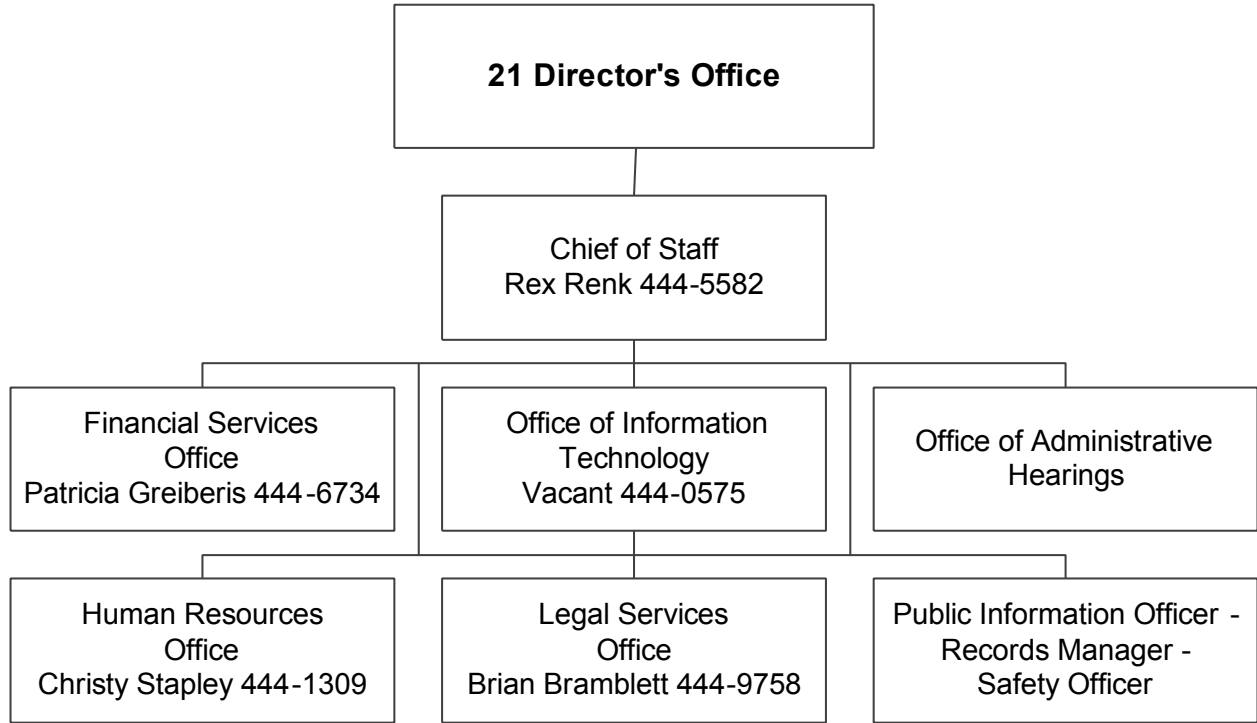 21 Director's Office
Chief of Staff
Rex Renk 444-5582
Financial Services
Office
Patricia Greiberis 444-6734
Office of Information
Technology
Vacant 444-0575
Office of Administrative
Hearings
Human Resources
Office
Christy Stapley 444-1309
Legal Services
Office
Brian Bramblett 444-9758
Public Information Officer -
Records Manager -
Safety Officer